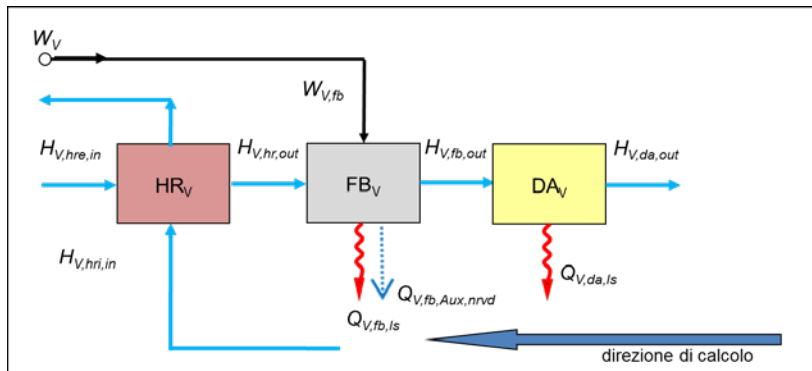 W_V
W_V,fb
H_V,hre,in
H_V,hr,out
H_V,fb,out
H_V,da,out
HR_V
FB_V
DA_V
H_V,hri,in
Q_V,fb,Aux,nrvd
Q_V,da,ls
Q_V,fb,ls
direzione di calcolo